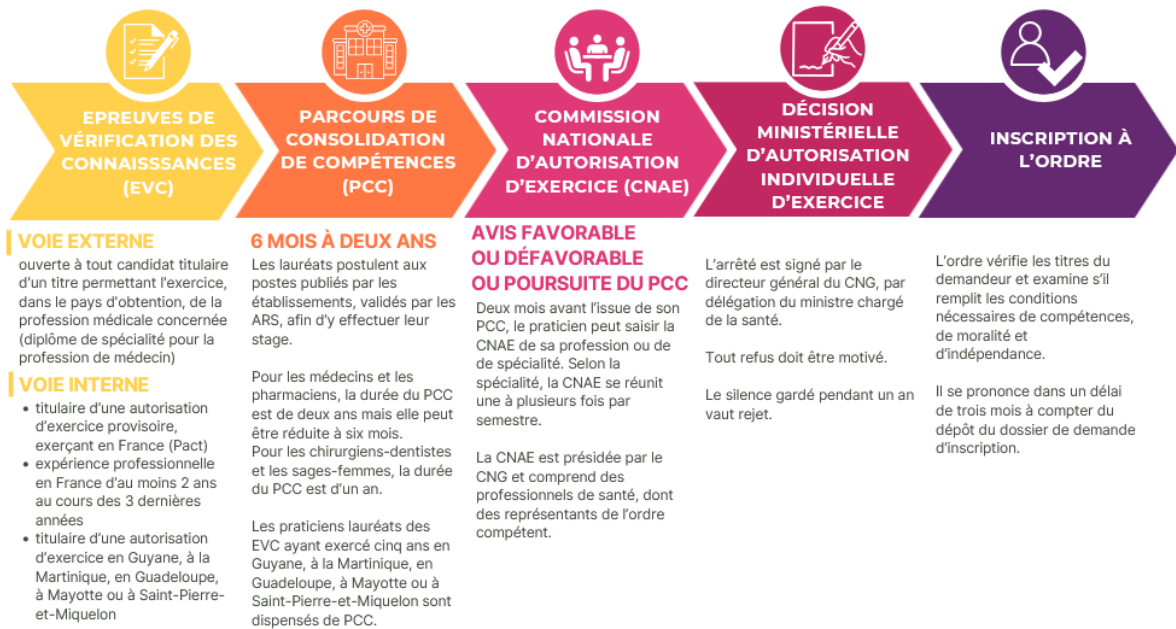 EPREUVES DE
VÉRIFICATION DES
CONNAISSSANCES
(EVC)
PARCOURS DE
CONSOLIDATION
DE COMPÉTENCES
(PCC)
COMMISSION
NATIONALE
D'AUTORISATION
D'EXERCICE (CNAE)
DÉCISION
MINISTÉRIELLE
D'AUTORISATION
INDIVIDUELLE
D'EXERCICE
INSCRIPTION À
L'ORDRE
VOIE EXTERNE
ouverte à tout candidat titulaire
d'un titre permettant l'exercice,
dans le pays d'obtention, de la
profession médicale concernée
(diplôme de spécialité pour la
profession de médecin)
VOIE INTERNE
• titulaire d'une autorisation
d'exercice provisoire,
exerçant en France (Pact)
• expérience professionnelle
en France d'au moins 2 ans
au cours des 3 dernières
années
• titulaire d'une autorisation
d'exercice en Guyane, à la
Martinique, en Guadeloupe,
à Mayotte ou à Saint-Pierre-
et-Miquelon
6 MOIS À DEUX ANS
Les lauréats postulent aux
postes publiés par les
établissements, validés par les
ARS, afin d'y effectuer leur
stage.
Pour les médecins et les
pharmaciens, la durée du PCC
est de deux ans mais elle peut
être réduite à six mois.
Pour les chirurgiens-dentistes
et les sages-femmes, la durée
du PCC est d'un an.
Les praticiens lauréats des
EVC ayant exercé cinq ans en
Guyane, à la Martinique, en
Guadeloupe, à Mayotte ou à
Saint-Pierre-et-Miquelon sont
dispensés de PCC.
AVIS FAVORABLE
OU DÉFAVORABLE
OU POURSUITE DU PCC
Deux mois avant l'issue de son
PCC, le praticien peut saisir la
CNAE de sa profession ou de
de spécialité. Selon la
spécialité, la CNAE se réunit
une à plusieurs fois par
semestre.
La CNAE est présidée par le
CNG et comprend des
professionnels de santé, dont
des représentants de l'ordre
compétent.
L'arrêté est signé par le
directeur général du CNG, par
délégation du ministre chargé
de la santé.
Tout refus doit être motivé.
Le silence gardé pendant un an
vaut rejet.
L'ordre vérifie les titres du
demandeur et examine s'il
remplit les conditions
nécessaires de compétences,
de moralité et
d'indépendance.
Il se prononce dans un délai
de trois mois à compter du
dépôt du dossier de demande
d'inscription.